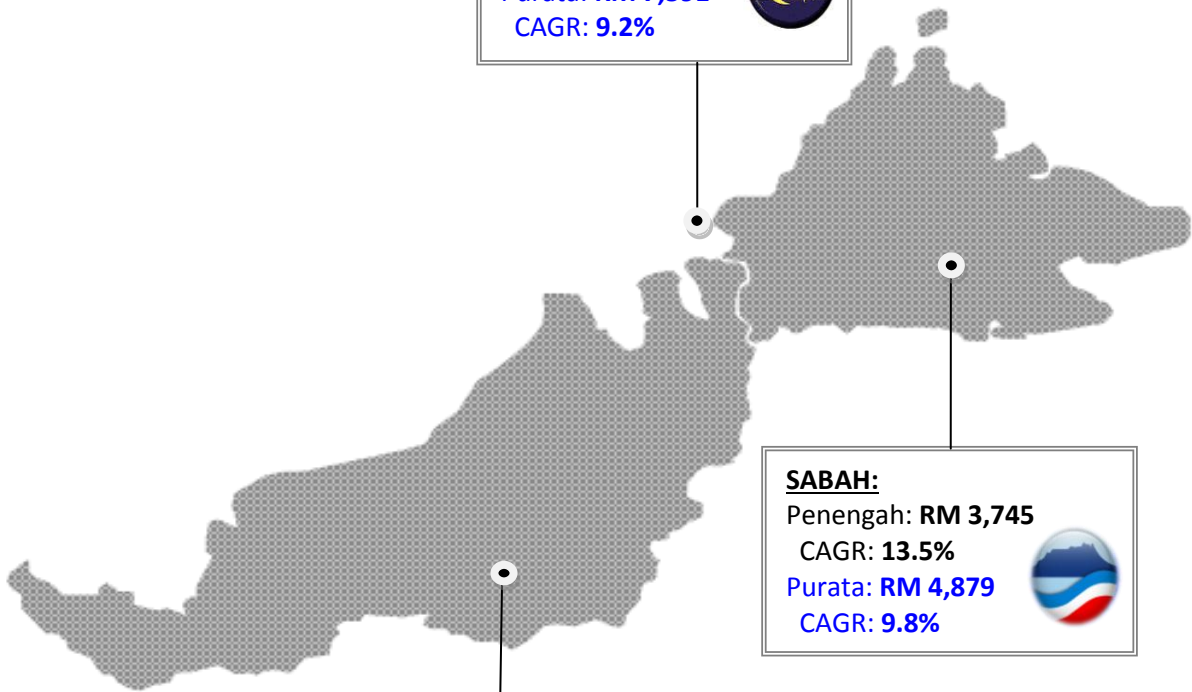 CAGR: 9.2%
SABAH:
Penengah: RM 3,745
CAGR: 13.5%
Purata: RM 4,879
CAGR: 9.8%